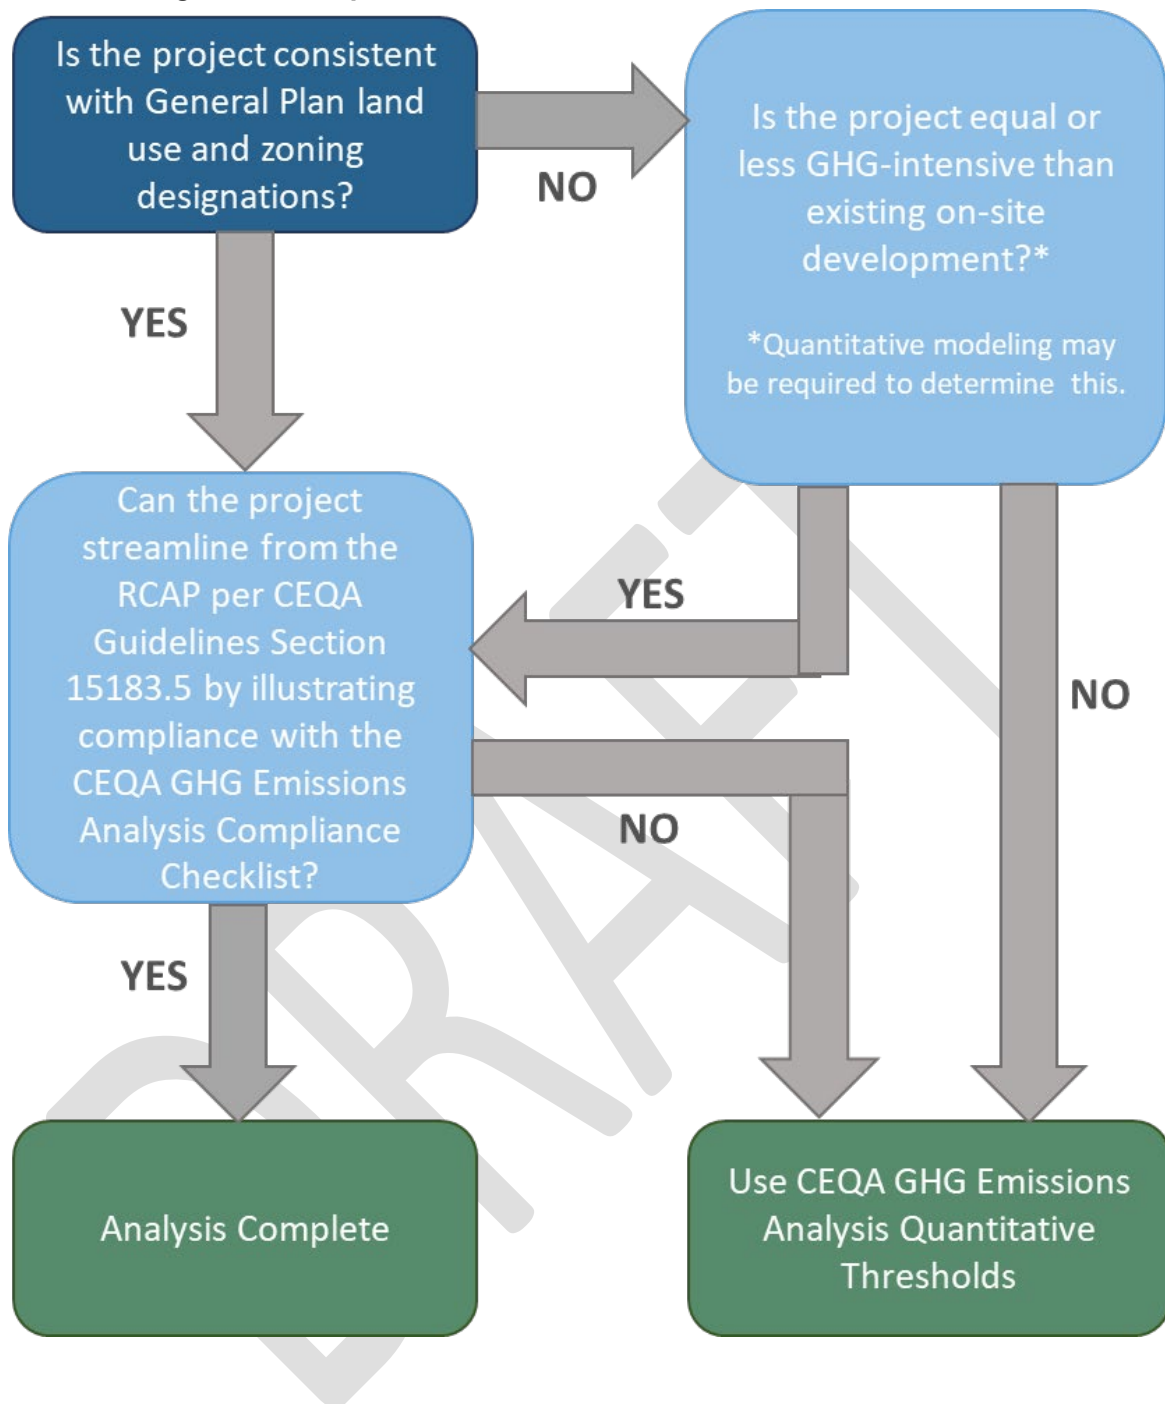 Is the project consistent
with General Plan land
use and zoning
designations?
NO
Is the project equal or
less GHG-intensive than
existing on-site
development?*
*Quantitative modeling may
be required to determine  this.
YES
Can the project
streamline from the
RCAP per CEQA
Guidelines Section
15183.5 by illustrating
compliance with the
CEQA GHG Emissions
Analysis Compliance
Checklist?
YES
NO
NO
YES
Analysis Complete
Use CEQA GHG Emissions
Analysis Quantitative
Thresholds
DRAFT